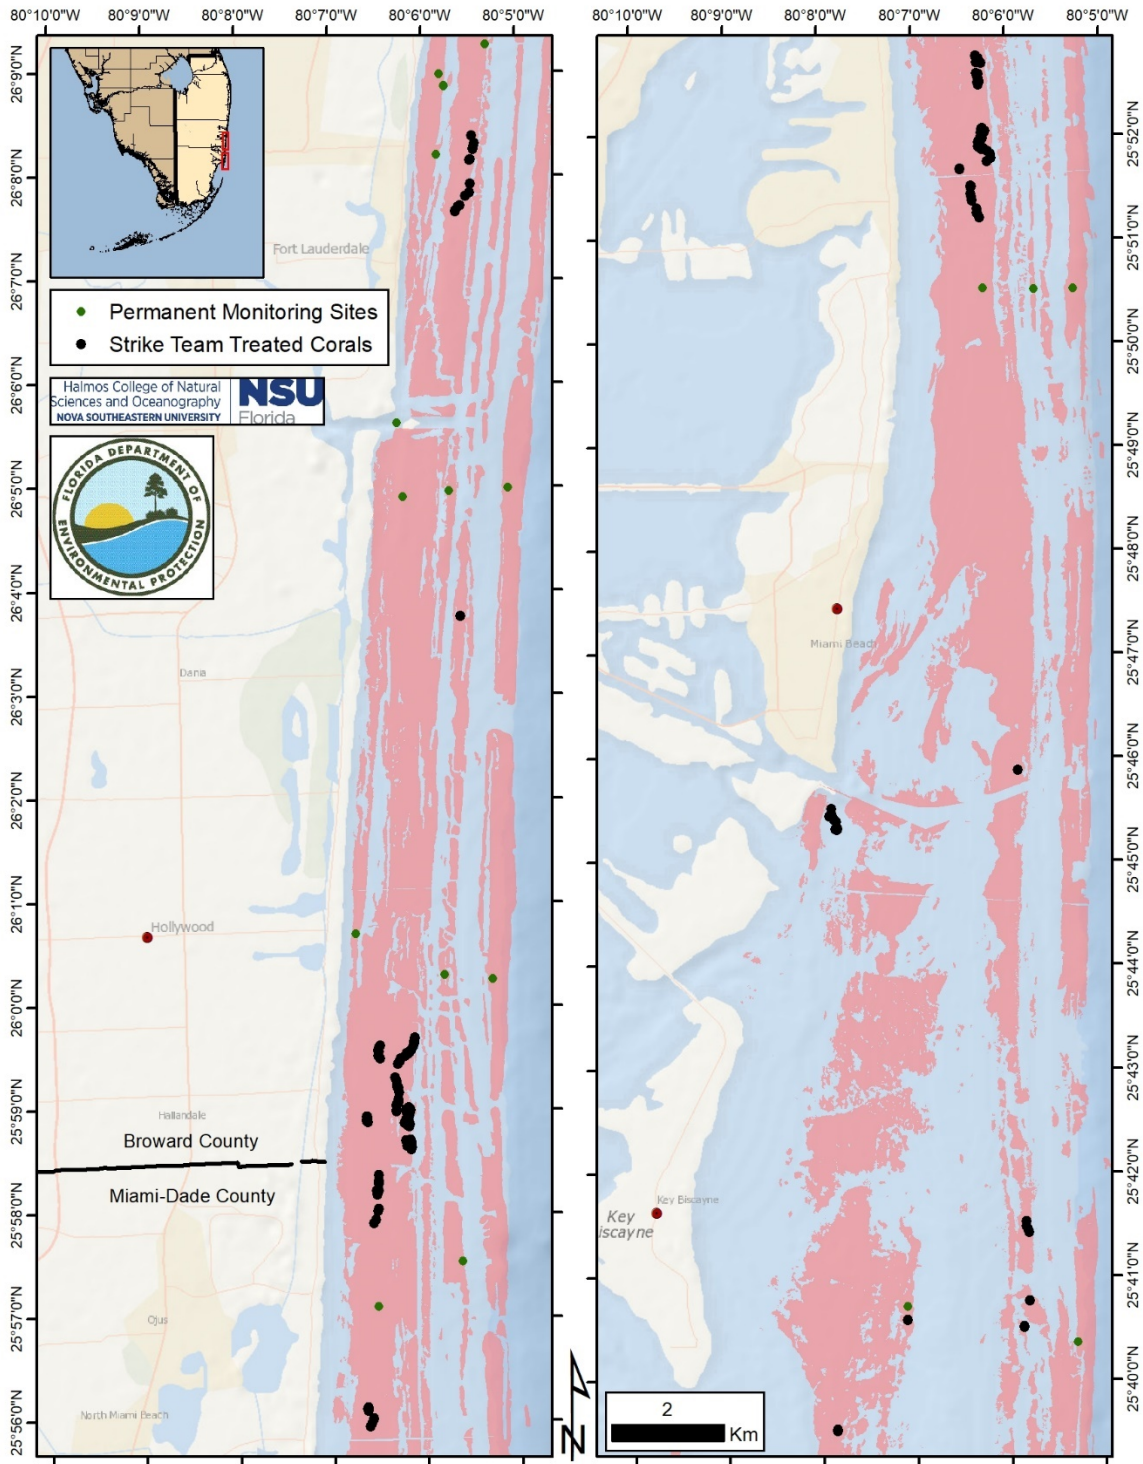 80°10'0"W 80°8'0"W 80°7'0"W 80°6'0"W 80°5'0"W
80°10'0"W 80°8'0"W 80°7'0"W 80°6'0"W 80°5'0"W
26°9'0"N
26°8'0"N
26°7'0"N
26°6'0"N
26°5'0"N
26°4'0"N
26°3'0"N
26°2'0"N
26°1'0"N
26°0'0"N
25°59'0"N
25°58'0"N
25°57'0"N
25°56'0"N
Fort Lauderdale
Permanent Monitoring Sites
Strike Team Treated Corals
Halmos College of Natural
Sciences and Oceanography
NOVA SOUTHEASTERN UNIVERSITY
NSU
Florida
FLORIDA DEPARTMENT OF
ENVIRONMENTAL PROTECTION
Dania
Hollywood
Hallandale
Broward County
Miami-Dade County
Ojus
North Miami Beach
Miami Beach
Key Biscayne
Key
iscayne
N
2
Km
25°52'0"N
25°51'0"N
25°50'0"N
25°49'0"N
25°48'0"N
25°47'0"N
25°46'0"N
25°45'0"N
25°44'0"N
25°43'0"N
25°42'0"N
25°41'0"N
25°40'0"N